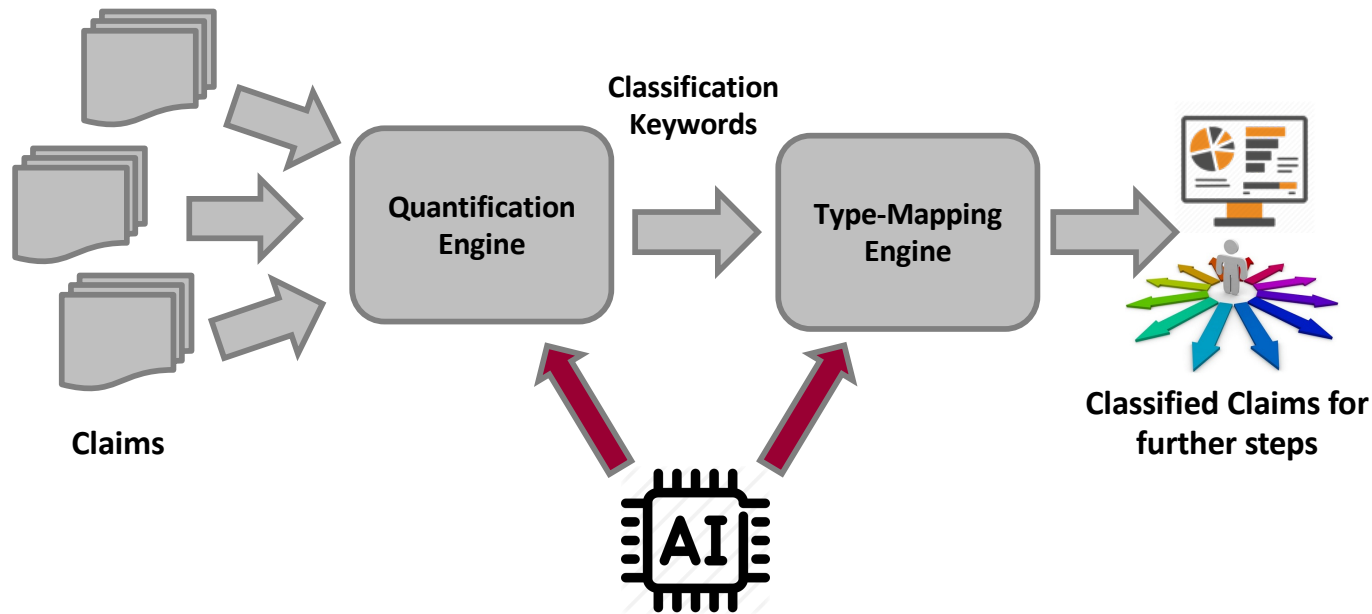 Classification
Keywords
Quantification
Engine
Type-Mapping
Engine
Claims
Classified Claims for
further steps
AI